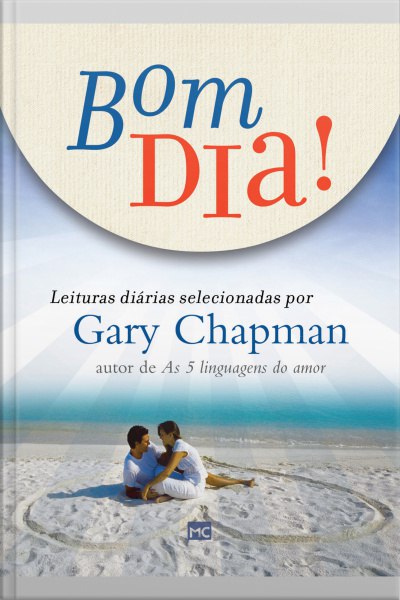 Bom
DIa!
Leituras diárias selecionadas por
Gary Chapman
autor de As 5 linguagens do amor
MC